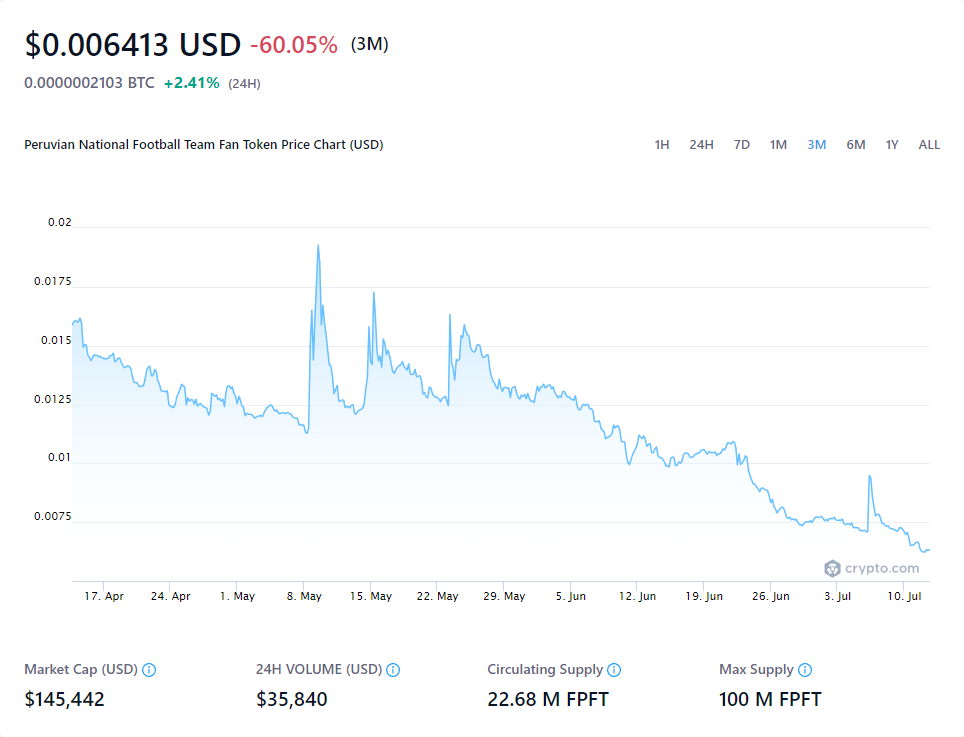 $0.006413 USD -60.05% (3M)
0.0000002103 BTC +2.41% (24H)
Peruvian National Football Team Fan Token Price Chart (USD) 1H 24H 7D 1M 3M 6M 1Y ALL
0.02
0.0175
0.015
0.0125
0.01
0.0075
crypto.com
17. Apr 24. Apr 1. May 8. May 15. May 22. May 29. May 5. Jun 12. Jun 19. Jun 26. Jun 3. Jul 10. Jul
Market Cap (USD) 24H VOLUME (USD) Circulating Supply Max Supply
$145,442 $35,840 22.68 M FPFT 100 M FPFT